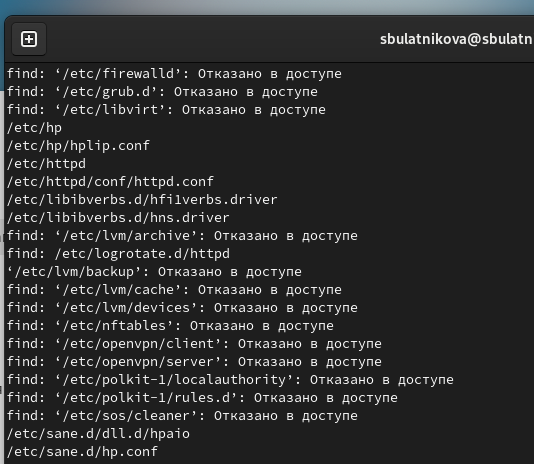 sbulatnikova@sbulatn
find: ‘/etc/firewalld’: Отказано в доступе
find: ‘/etc/grub.d’: Отказано в доступе
find: ‘/etc/libvirt’: Отказано в доступе
/etc/hp
/etc/hp/hplip.conf
/etc/httpd
/etc/httpd/conf/httpd.conf
/etc/libibverbs.d/hfi1verbs.driver
/etc/libibverbs.d/hns.driver
find: ‘/etc/lvm/archive’: Отказано в доступе
find: /etc/logrotate.d/httpd
‘/etc/lvm/backup’: Отказано в доступе
find: ‘/etc/lvm/cache’: Отказано в доступе
find: ‘/etc/lvm/devices’: Отказано в доступе
find: ‘/etc/nftables’: Отказано в доступе
find: ‘/etc/openvpn/client’: Отказано в доступе
find: ‘/etc/openvpn/server’: Отказано в доступе
find: ‘/etc/polkit-1/localauthority’: Отказано в доступе
find: ‘/etc/polkit-1/rules.d’: Отказано в доступе
find: ‘/etc/sos/cleaner’: Отказано в доступе
/etc/sane.d/dll.d/hpaio
/etc/sane.d/hp.conf